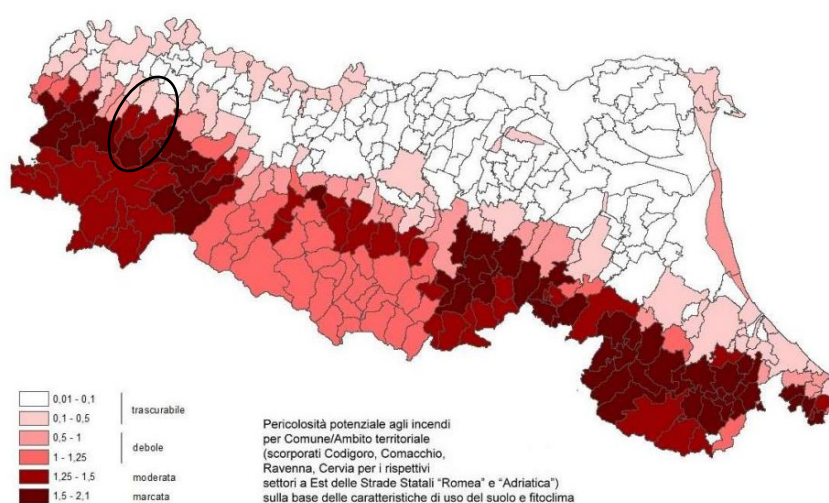 0,01 - 0,1
trascurabile
0,1 - 0,5
0,5 - 1
debole
1 - 1,25
1,25 - 1,5 moderata
1,5 - 2,1 marcata
Pericolosità potenziale agli incendi
per Comune/Ambito territoriale
(scorporati Codigoro, Comacchio,
Ravenna, Cervia per i rispettivi
settori a Est delle Strade Statali “Romea” e “Adriatica”)
sulla base delle caratteristiche di uso del suolo e fitoclima